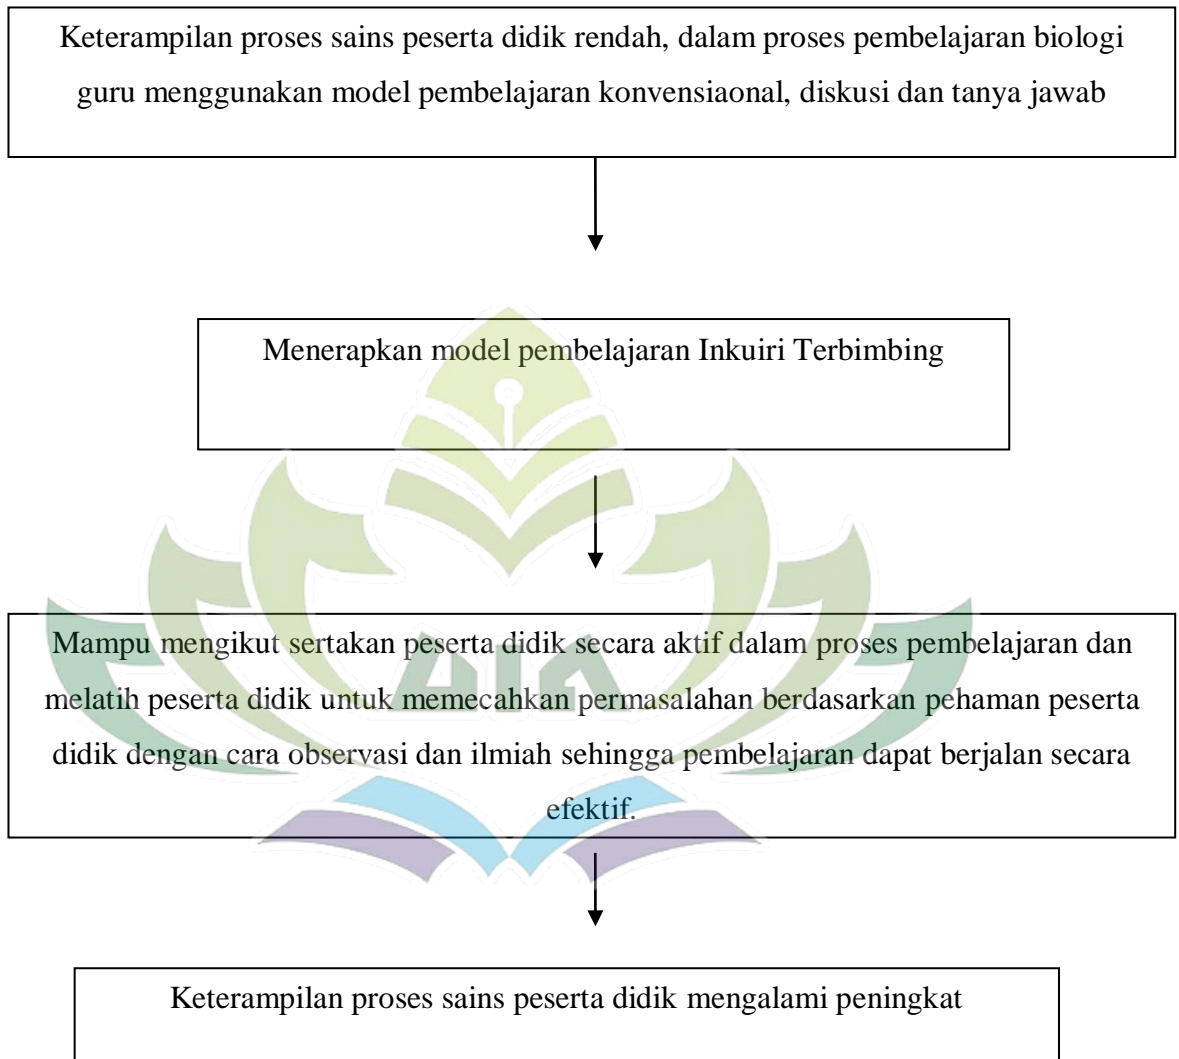 Keterampilan proses sains peserta didik rendah, dalam proses pembelajaran biologi
guru menggunakan model pembelajaran konvensiaonal, diskusi dan tanya jawab
Menerapkan model pembelajaran Inkuiri Terbimbing
Mampu mengikut sertakan peserta didik secara aktif dalam proses pembelajaran dan
melatih peserta didik untuk memecahkan permasalahan berdasarkan pehaman peserta
didik dengan cara observasi dan ilmiah sehingga pembelajaran dapat berjalan secara
efektif.
Keterampilan proses sains peserta didik mengalami peningkat